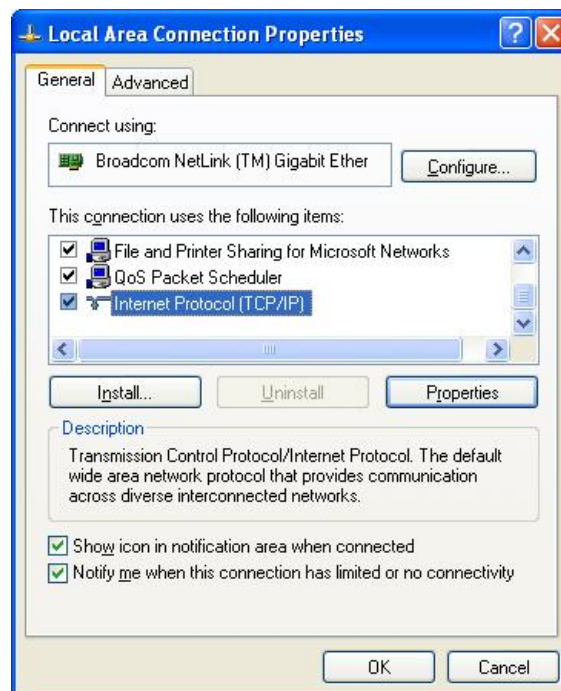 Local Area Connection Properties
General Advanced
Connect using:
Broadcom NetLink (TM) Gigabit Ether
Configure...
This connection uses the following items:
File and Printer Sharing for Microsoft Networks
QoS Packet Scheduler
Internet Protocol (TCP/IP)
Install... Uninstall Properties
Description
Transmission Control Protocol/Internet Protocol. The default
wide area network protocol that provides communication
across diverse interconnected networks.
Show icon in notification area when connected
Notify me when this connection has limited or no connectivity
OK Cancel